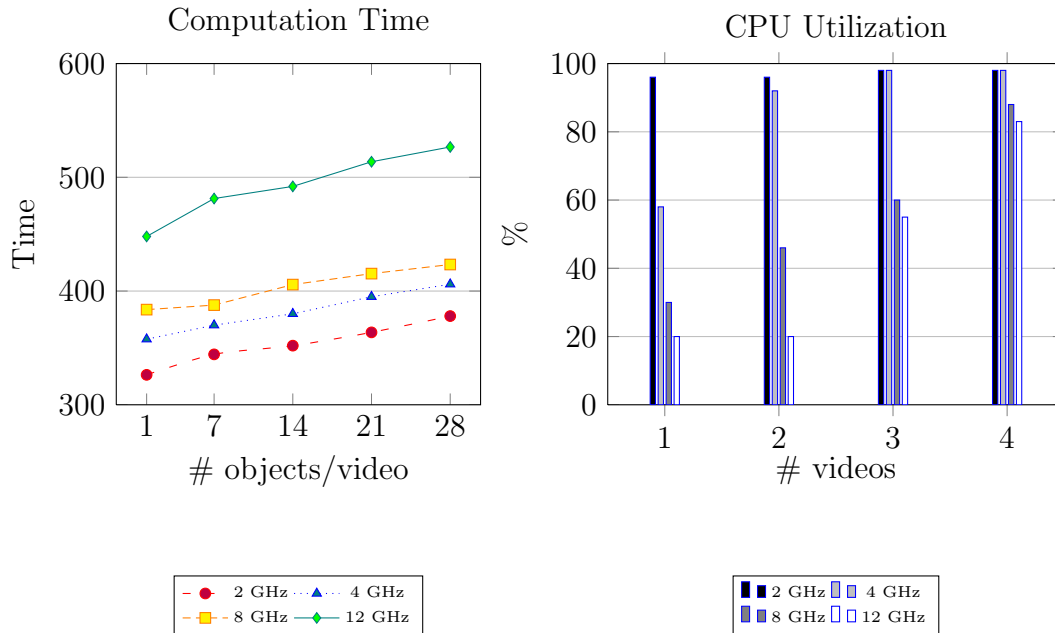 Computation Time
600
500
400
300
Time
1 7 14 21 28
# objects/video
2 GHz 4 GHz
8 GHz 12 GHz
CPU Utilization
100
80
60
40
20
0
%
1 2 3 4
# videos
2 GHz 4 GHz
8 GHz 12 GHz